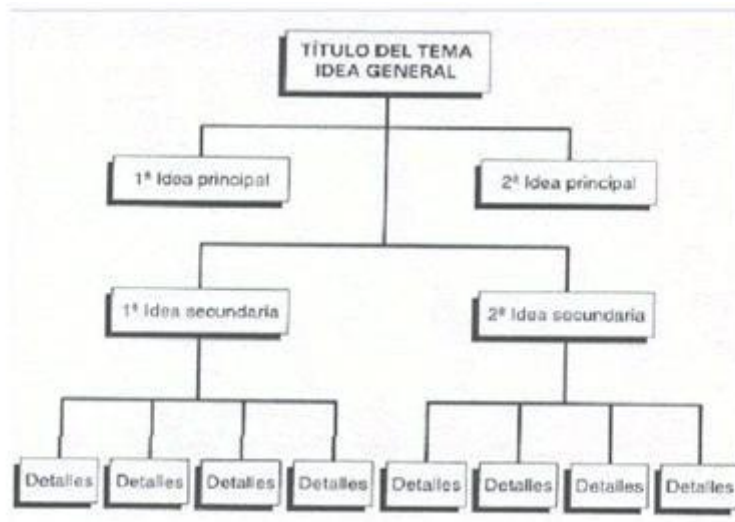 TÍTULO DEL TEMA
IDEA GENERAL
1ª Idea principal
2ª Idea principal
1ª Idea secundaria
2ª Idea secundaria
Detalles
Detalles
Detalles
Detalles
Detalles
Detalles
Detalles
Detalles